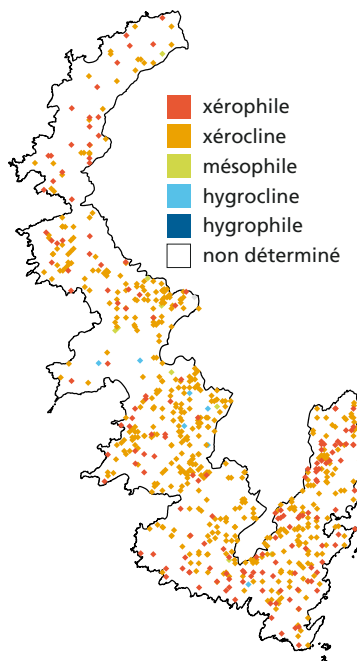 xérophile
xérocline
mésophile
hygrocline
hygrophile
non déterminé